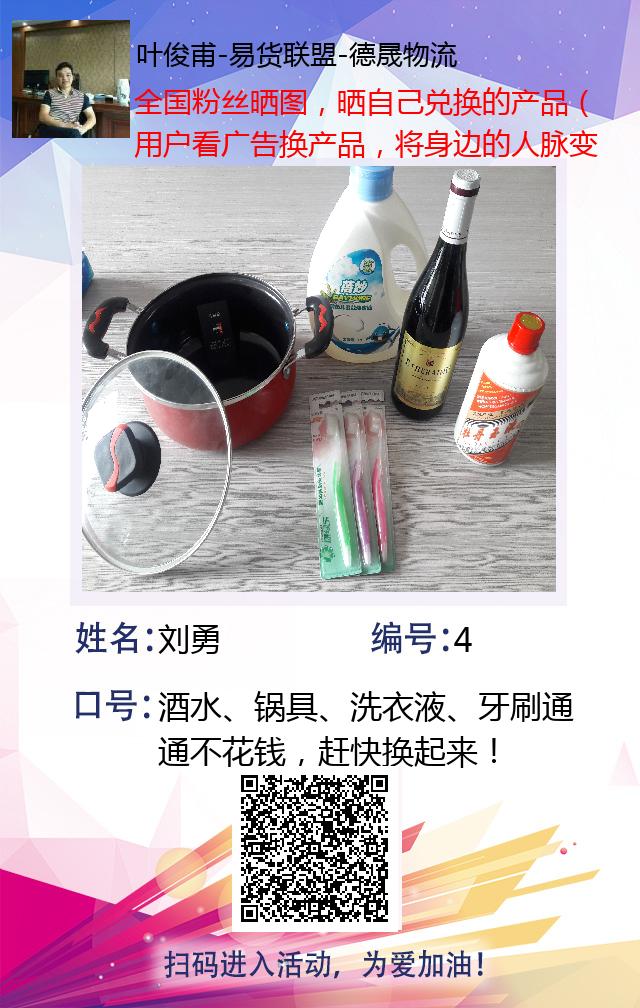 叶俊甫-易货联盟-德晟物流
全国粉丝晒图，晒自己兑换的产品（
用户看广告换产品，将身边的人脉变
姓名：刘勇
编号：4
口号：酒水、锅具、洗衣液、牙刷通
通不花钱，赶快换起来！
扫码进入活动，为爱加油！